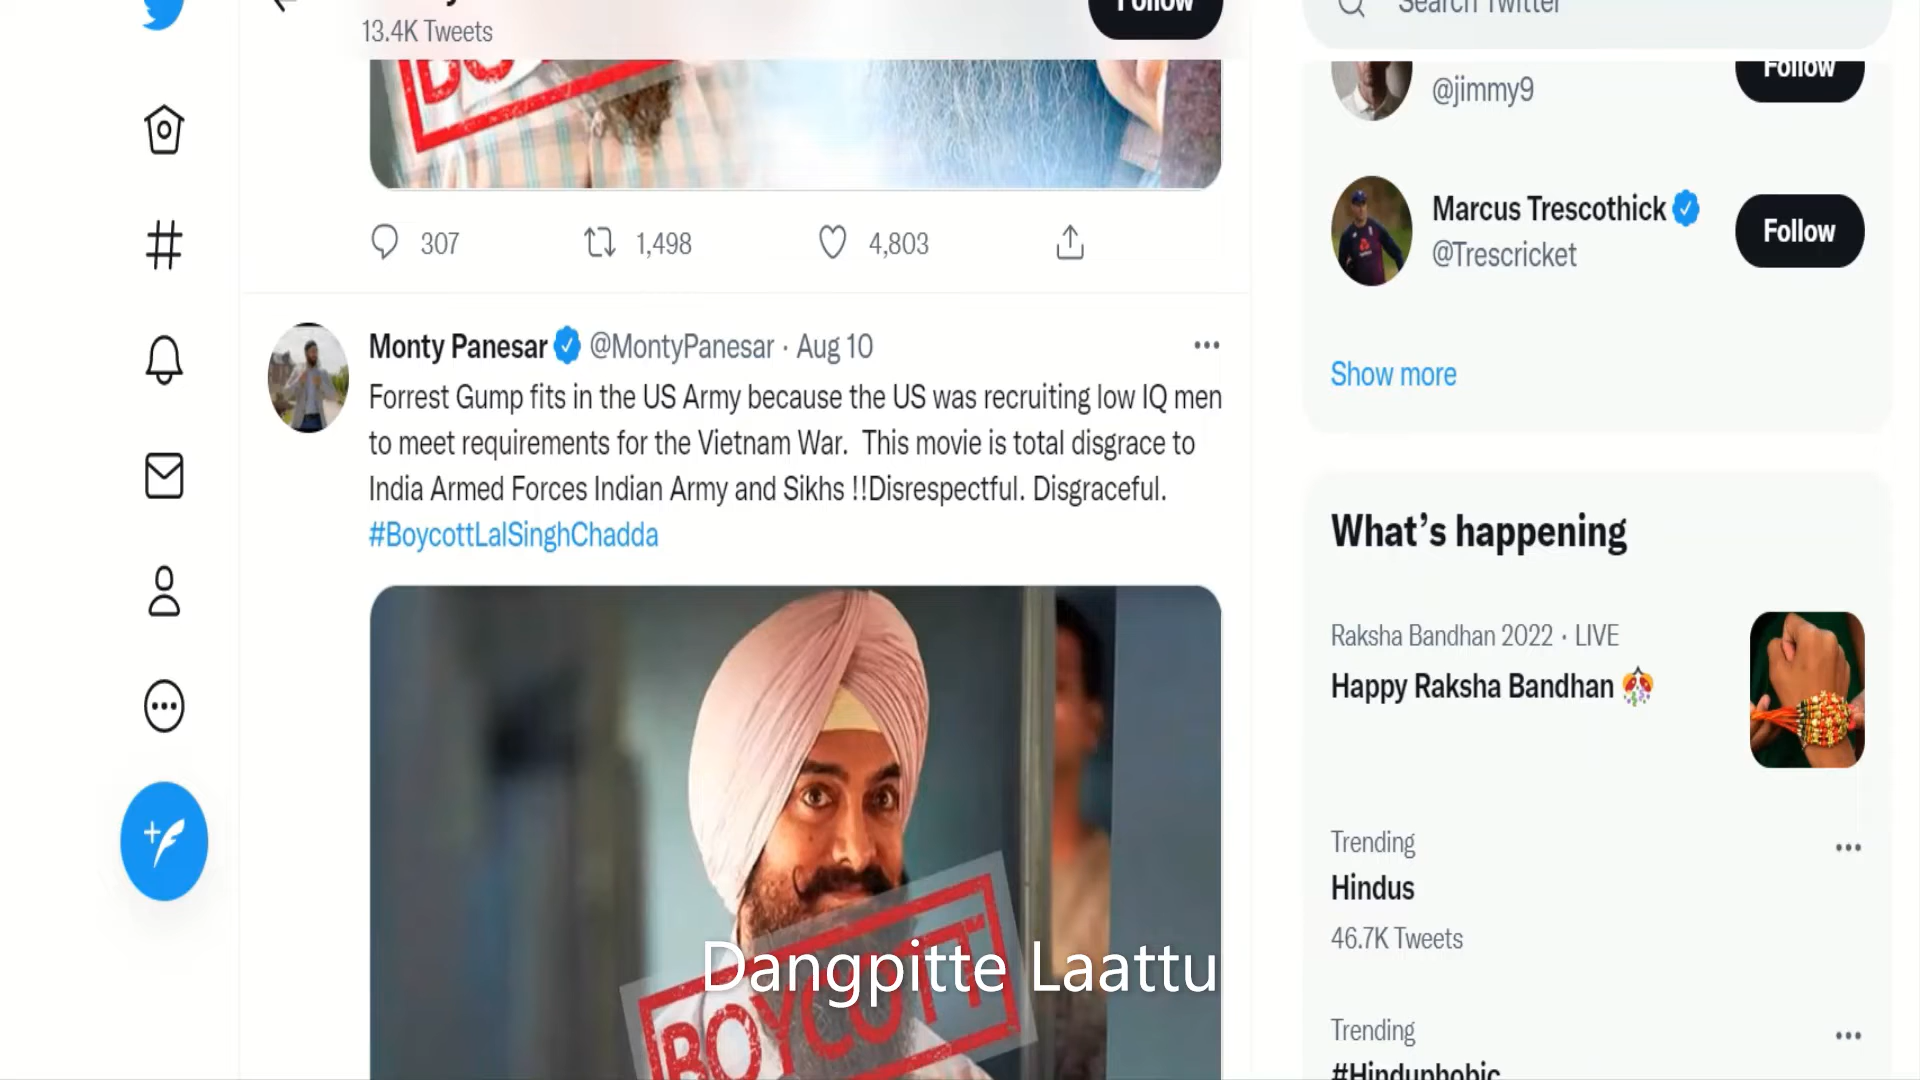 13.4K Tweets
Follow
Search Twitter
@jimmy9
Follow
Marcus Trescothick
@Trescricket
Follow
Show more
307
1,498
4,803
Monty Panesar @MontyPanesar · Aug 10
Forrest Gump fits in the US Army because the US was recruiting low IQ men
to meet requirements for the Vietnam War.  This movie is total disgrace to
India Armed Forces Indian Army and Sikhs !!Disrespectful. Disgraceful.
#BoycottLalSinghChadda
BOYCOTT
Dangpitte Laattu
What's happening
Raksha Bandhan 2022 · LIVE
Happy Raksha Bandhan
Trending
Hindus
46.7K Tweets
Trending
#Hinduphobic